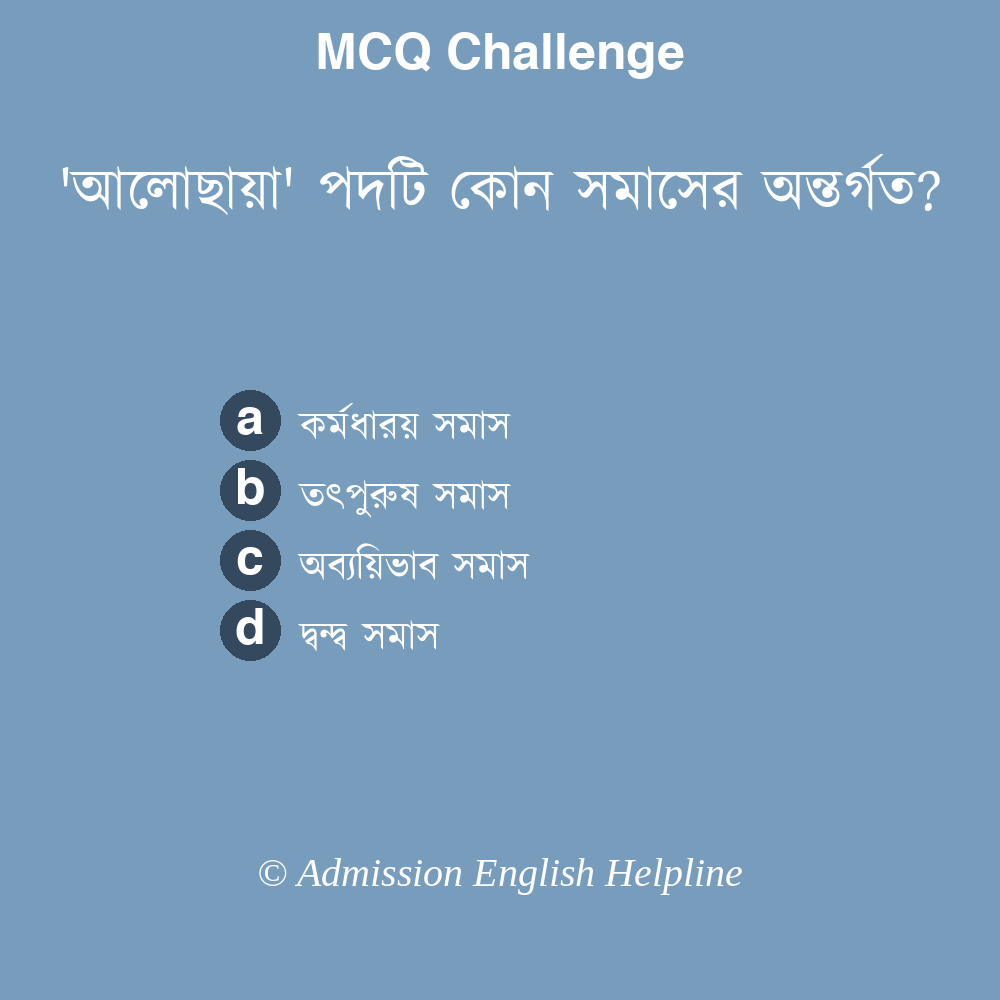 MCQ Challenge
'আলোছায়া' পদটি কোন সমাসের অন্তর্গত?
a কর্মধারয় সমাস
b তৎপুরুষ সমাস
c অব্যয়িভাব সমাস
d দ্বন্দ্ব সমাস
© Admission English Helpline